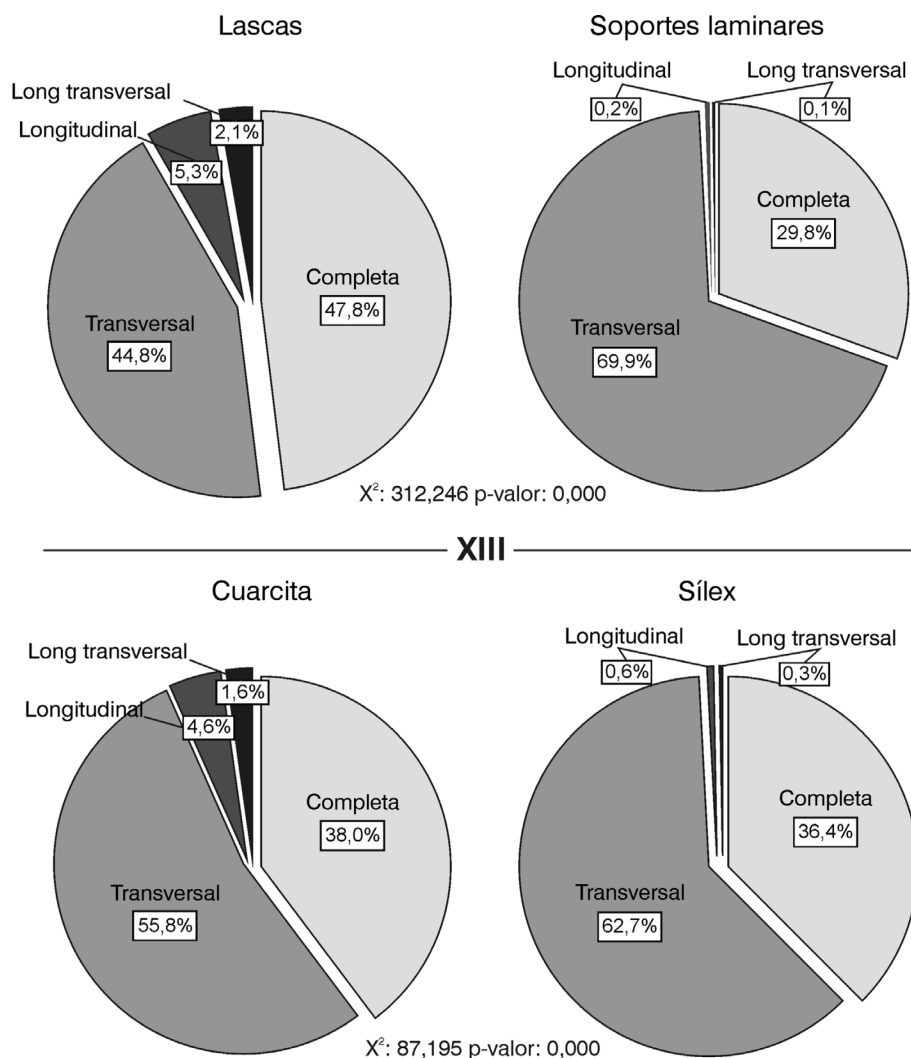 Lascas
Long transversal
2,1%
Longitudinal
5,3%
Completa
47,8%
Transversal
44,8%
Soportes laminares
Longitudinal
0,2%
Long transversal
0,1%
Completa
29,8%
Transversal
69,9%
X²: 312,246 p-valor: 0,000
XIII
Cuarcita
Long transversal
1,6%
Longitudinal
4,6%
Completa
38,0%
Transversal
55,8%
Sílex
Longitudinal
0,6%
Long transversal
0,3%
Completa
36,4%
Transversal
62,7%
X²: 87,195 p-valor: 0,000